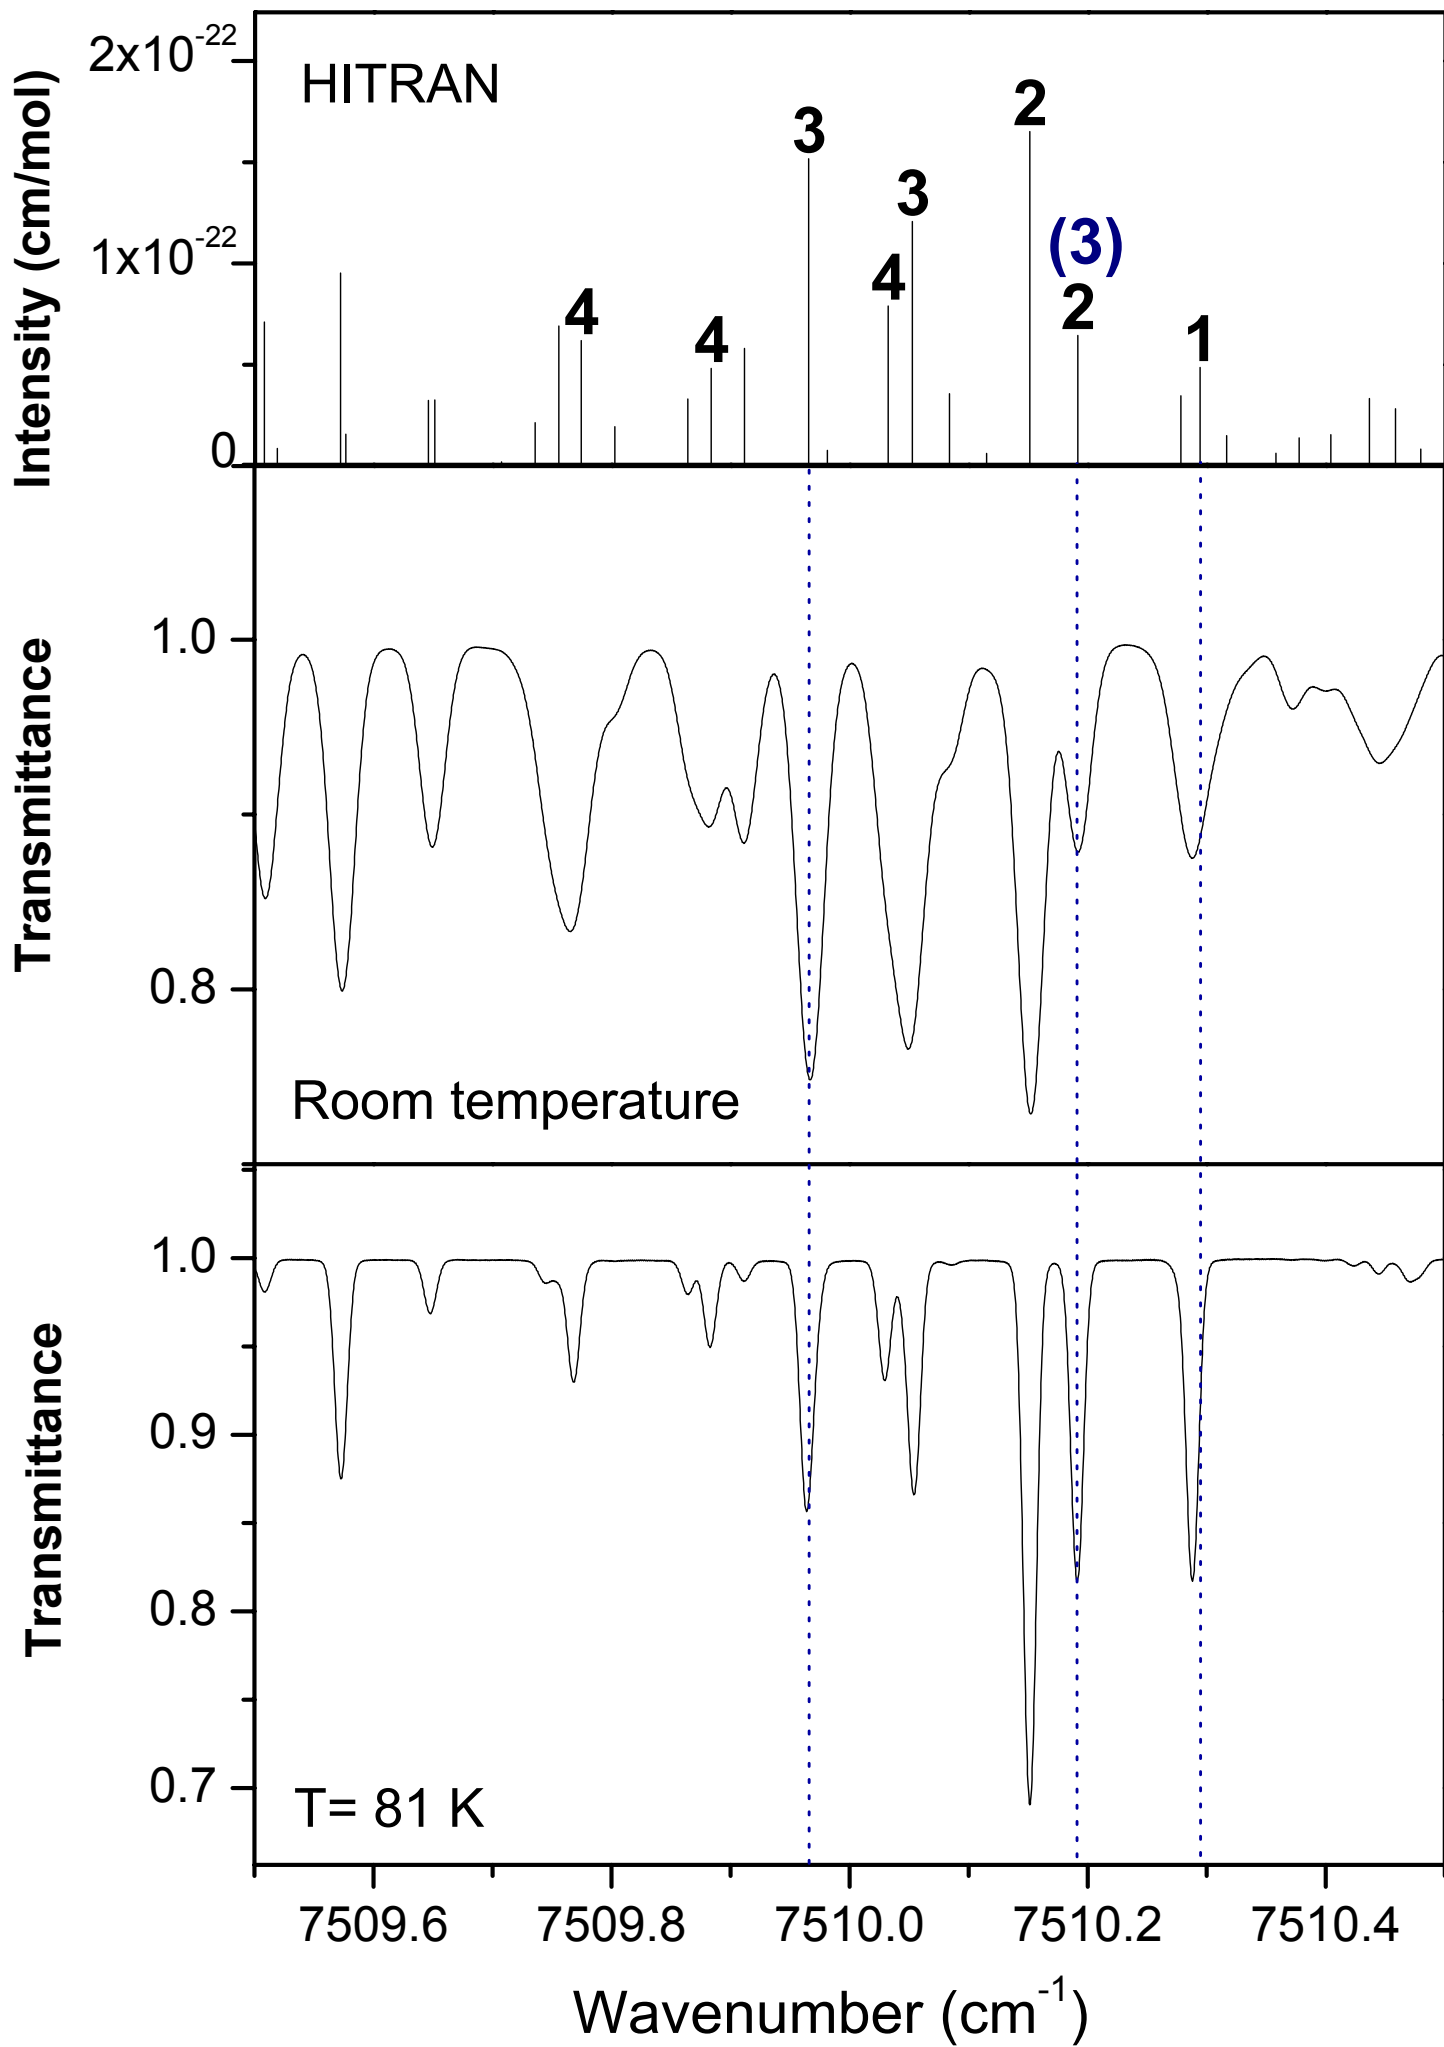 Intensity (cm/mol)
2x10⁻²²
1x10⁻²²
0
HITRAN
3
2
3
(3)
4
2
4
4
1
Transmittance
1.0
0.8
Room temperature
Transmittance
1.0
0.9
0.8
0.7
T= 81 K
7509.6 7509.8 7510.0 7510.2 7510.4
Wavenumber (cm⁻¹)